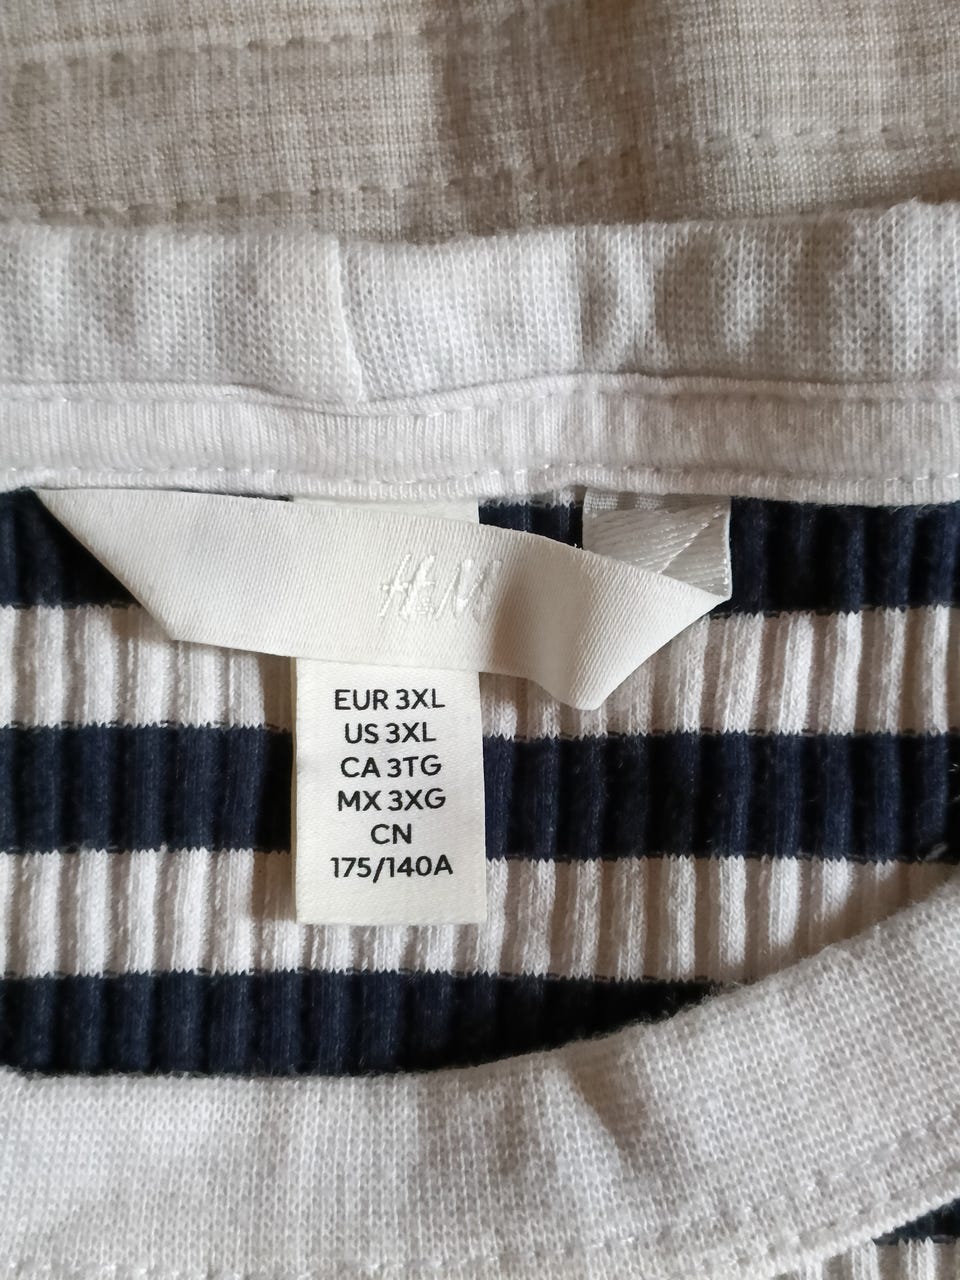 H&M
EUR 3XL
US 3XL
CA 3TG
MX 3XG
CN
175/140A